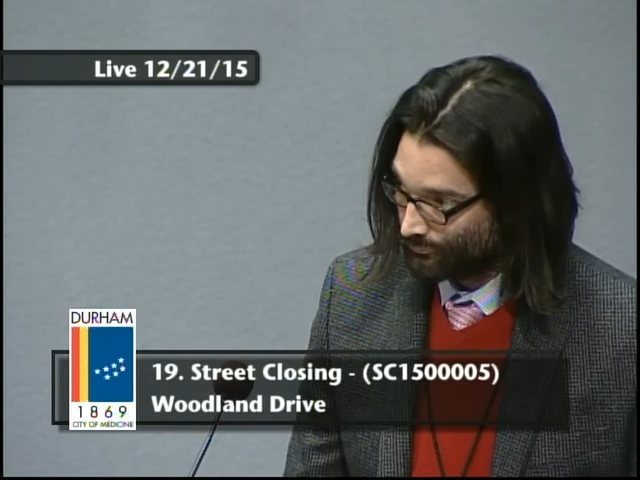 Live 12/21/15
DURHAM
1869
CITY OF MEDICINE
19. Street Closing - (SC1500005)
Woodland Drive